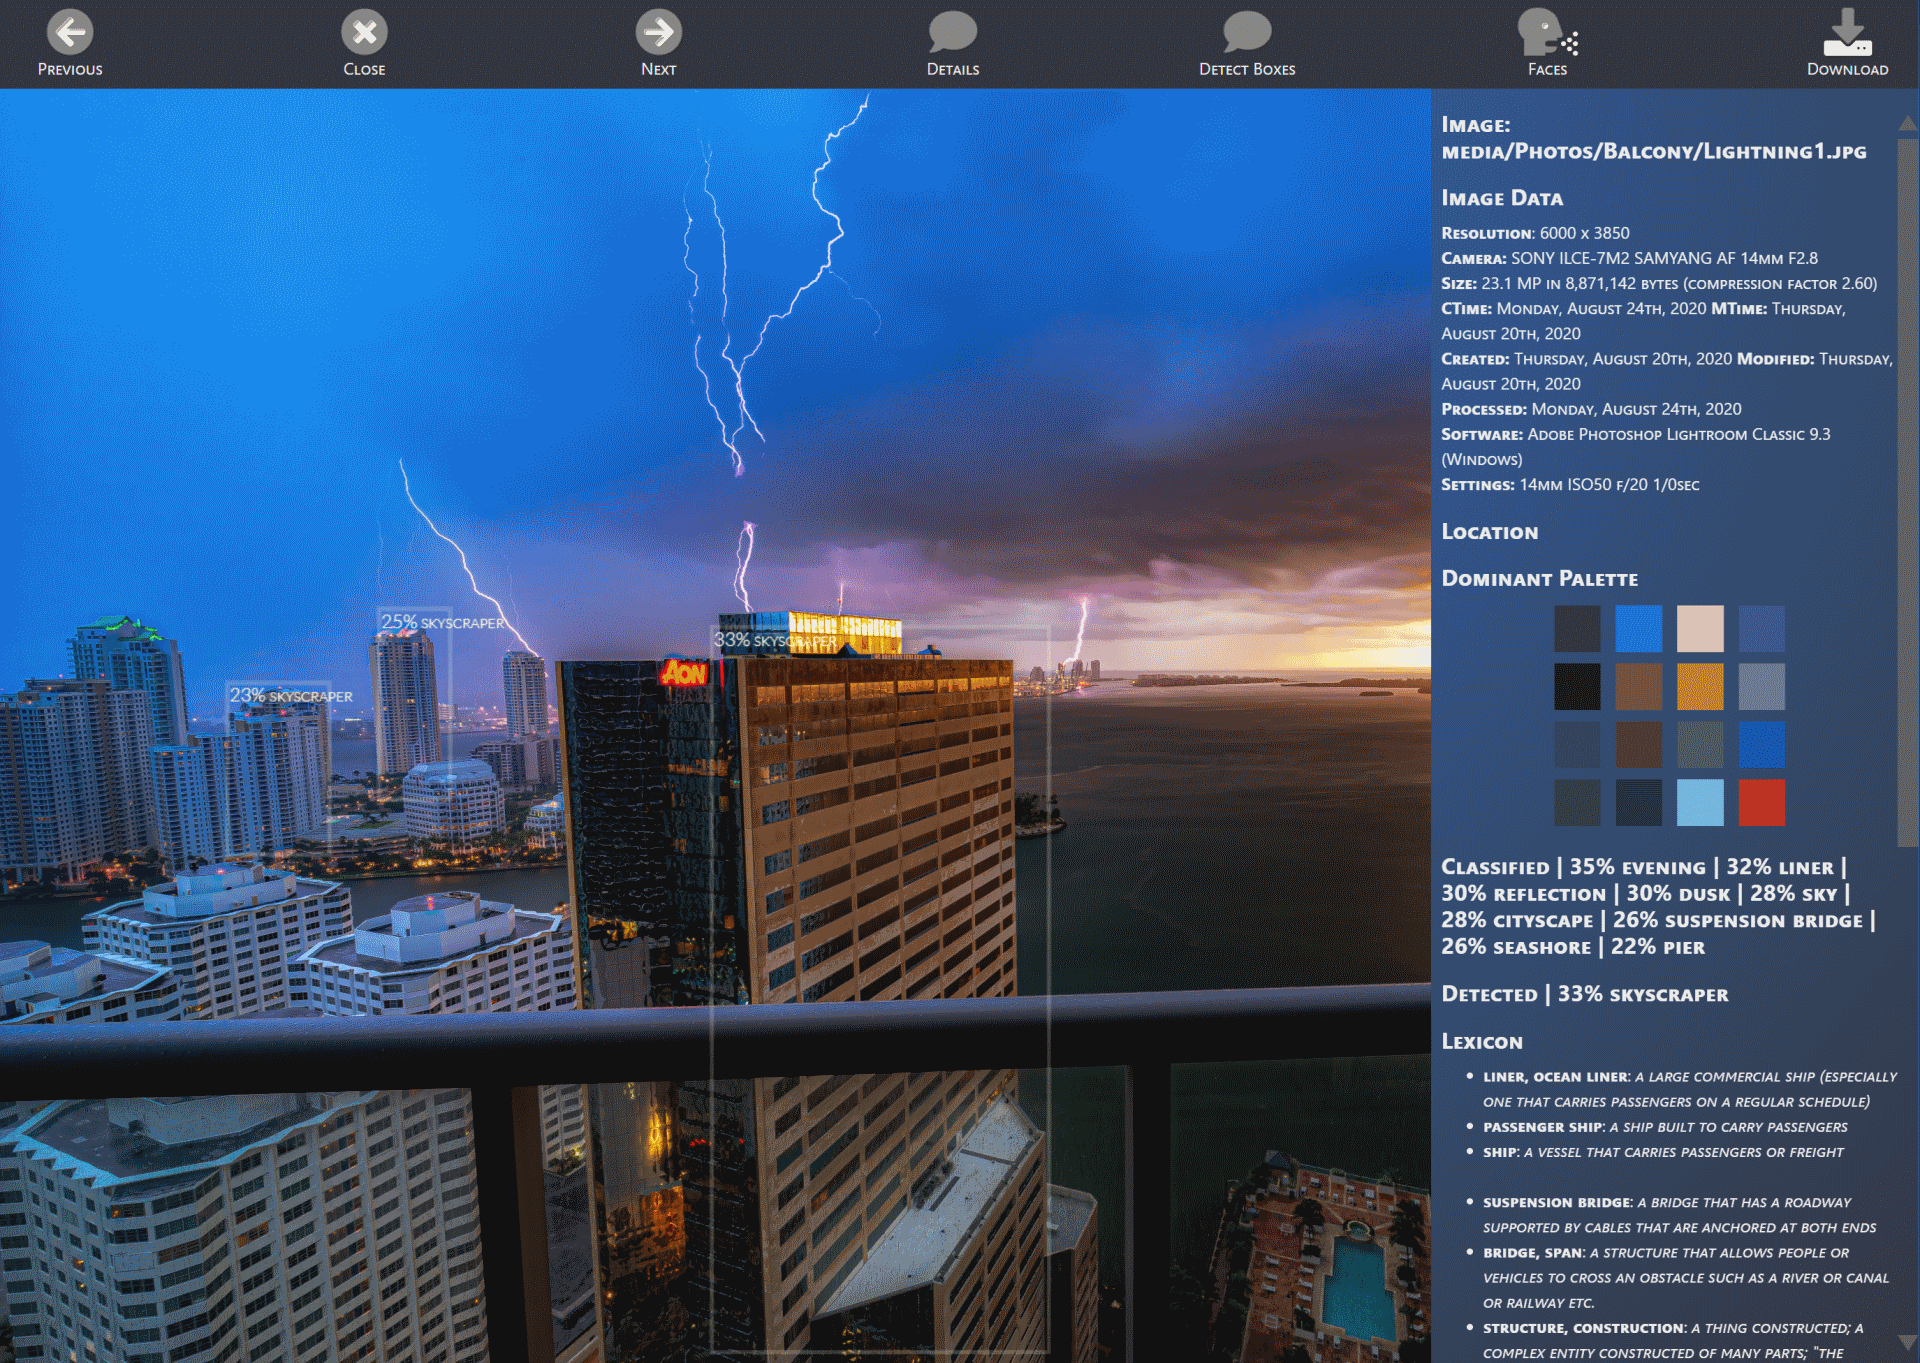 Previous
Close
Next
Details
Detect Boxes
Faces
Download
Image:
media/Photos/Balcony/Lightning1.jpg
Image Data
Resolution: 6000 x 3850
Camera: SONY ILCE-7M2 SAMYANG AF 14mm F2.8
Size: 23.1 MP in 8,871,142 bytes (compression factor 2.60)
CTime: Monday, August 24th, 2020 MTime: Thursday,
August 20th, 2020
Created: Thursday, August 20th, 2020 Modified: Thursday,
August 20th, 2020
Processed: Monday, August 24th, 2020
Software: Adobe Photoshop Lightroom Classic 9.3
(Windows)
Settings: 14mm ISO50 f/20 1/0sec
Location
Dominant Palette
Classified | 35% evening | 32% liner |
30% reflection | 30% dusk | 28% sky |
28% cityscape | 26% suspension bridge |
26% seashore | 22% pier
Detected | 33% skyscraper
Lexicon
• liner, ocean liner: a large commercial ship (especially
one that carries passengers on a regular schedule)
• passenger ship: a ship built to carry passengers
• ship: a vessel that carries passengers or freight
• suspension bridge: a bridge that has a roadway
supported by cables that are anchored at both ends
• bridge, span: a structure that allows people or
vehicles to cross an obstacle such as a river or canal
or railway etc.
• structure, construction: a thing constructed; a
complex entity constructed of many parts; "the
25% skyscraper
33% skyscraper
23% skyscraper
AON